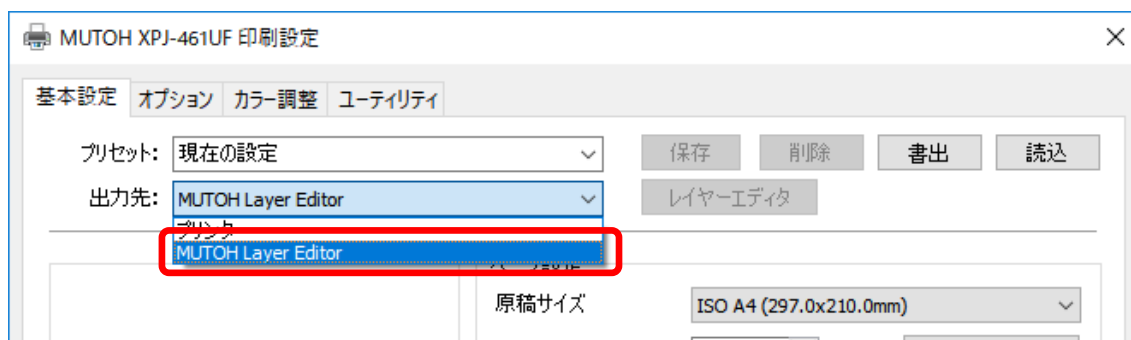 MUTOH XPJ-461UF 印刷設定
基本設定 オプション カラー調整 ユーティリティ
プリセット: 現在の設定 保存 削除 書出 読込
出力先: MUTOH Layer Editor レイヤーエディタ
プリンタ
MUTOH Layer Editor
原稿サイズ ISO A4 (297.0x210.0mm)